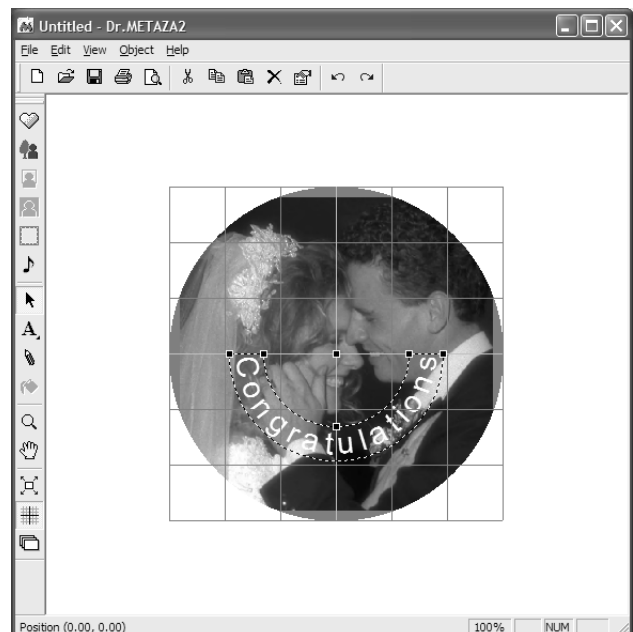 Untitled - Dr.METAZA2
File Edit View Object Help
A
Congratulations
Position (0.00, 0.00) 100% NUM